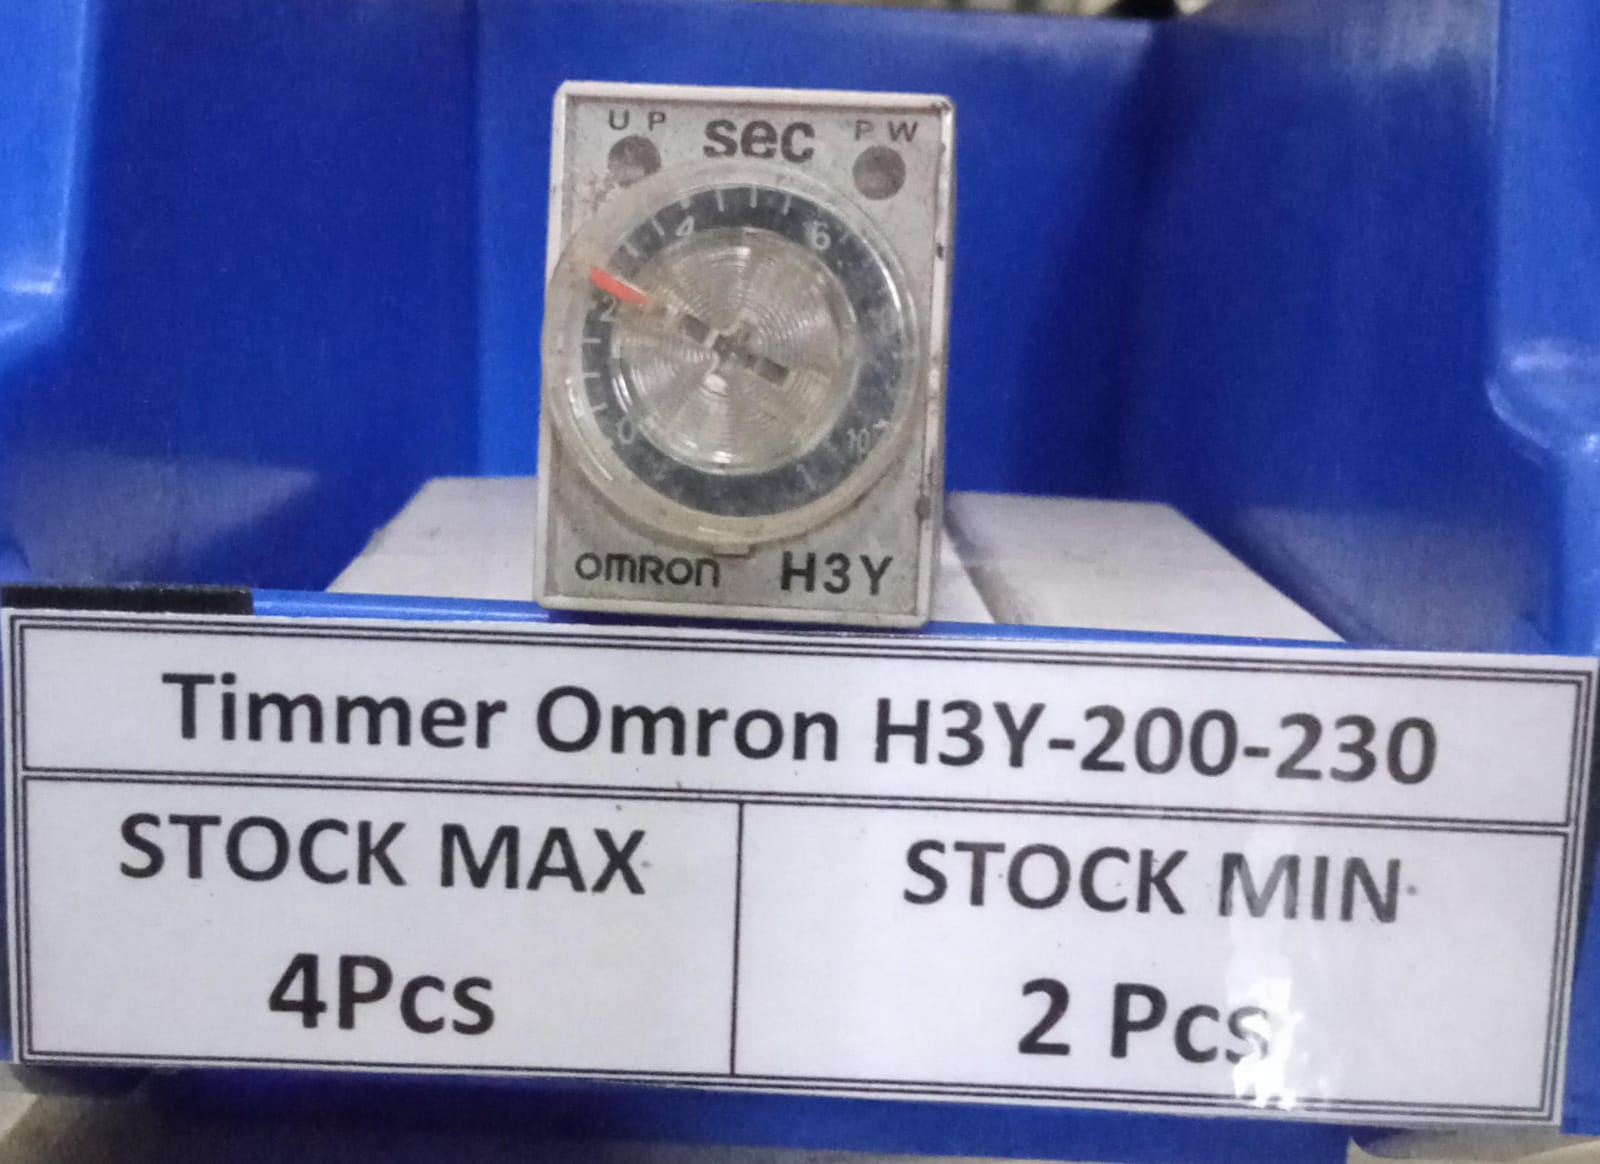 UP sec PW
4 6
2
0 10
OMRON H3Y
Timmer Omron H3Y-200-230
STOCK MAX STOCK MIN
4Pcs 2 Pcs